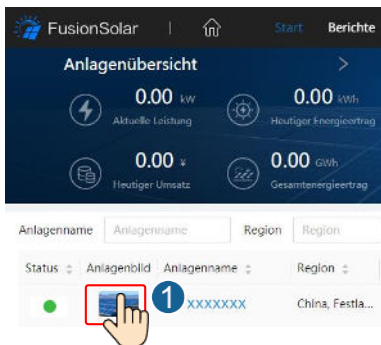 FusionSolar | Start Berichte
Anlagenübersicht >
0.00 kW 0.00 kWh
Aktuelle Leistung Heutiger Energieertrag
0.00 ¥ 0.00 GWh
Heutiger Umsatz Gesamtenergieertrag
Anlagenname Anlagenname Region Region
Status Anlagenbild Anlagenname Region
1 XXXXXXX China, Festla...